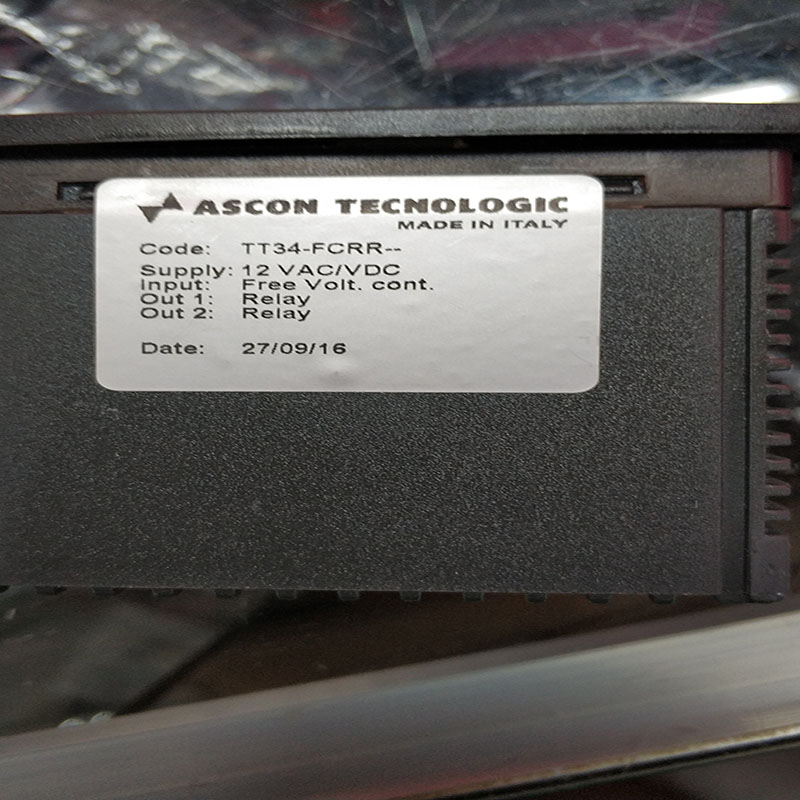 ASCON TECNOLOGIC
MADE IN ITALY
Code: TT34-FCRR--
Supply: 12 VAC/VDC
Input: Free Volt. cont.
Out 1: Relay
Out 2: Relay
Date: 27/09/16